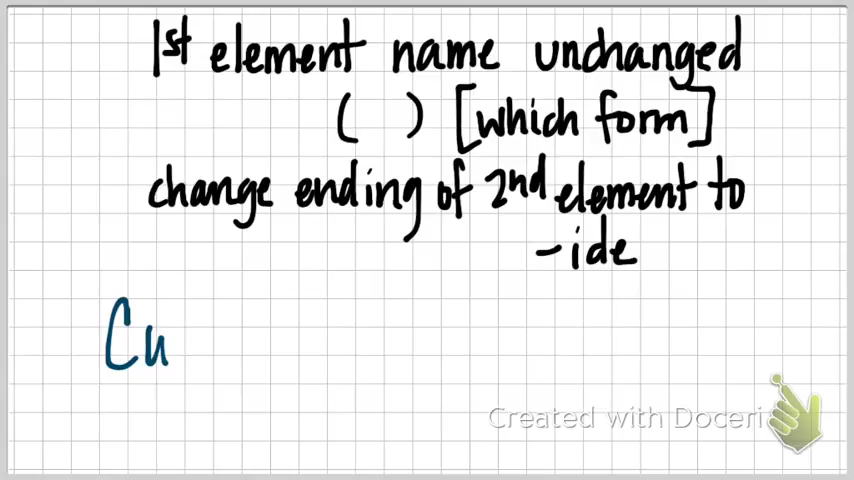 1st element name unchanged
( ) [which form]
change ending of 2nd element to
-ide
Cu
Created with Doceri